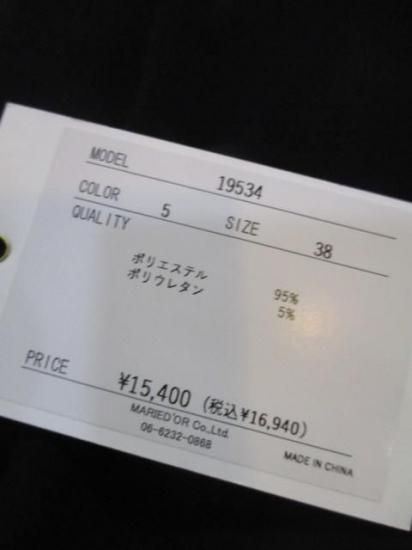 MODEL 19534
COLOR 5 SIZE 38
QUALITY
ポリエステル 95%
ポリウレタン 5%
PRICE ¥15,400 (税込¥16,940)
MARIED'OR Co.,Ltd.
06-6232-0868
MADE IN CHINA